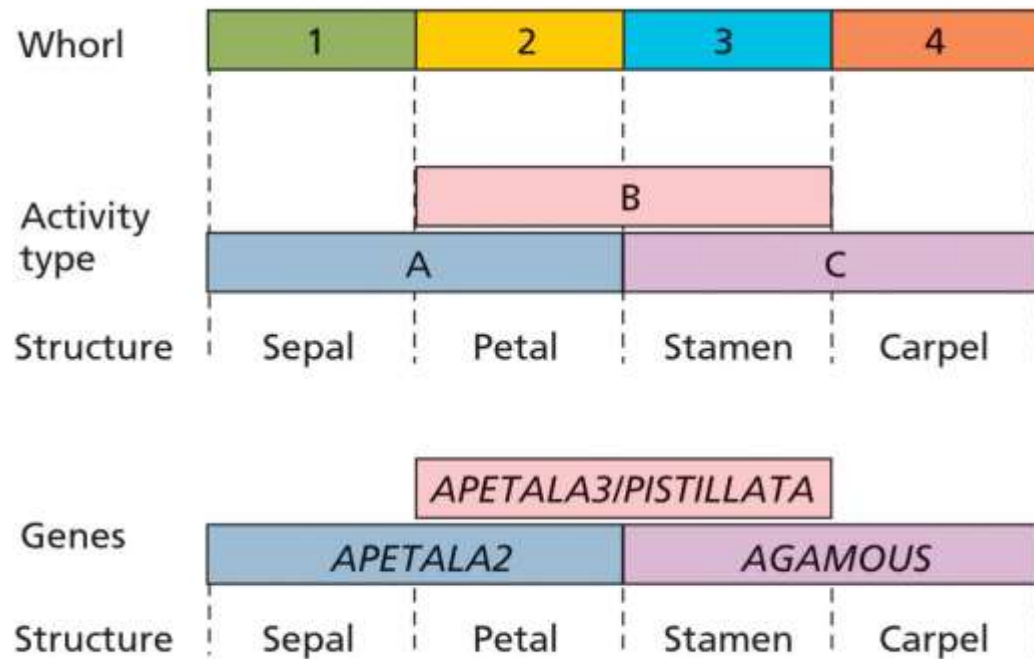 Whorl 1 2 3 4
B
Activity
type
A C
Structure Sepal Petal Stamen Carpel
APETALA3/PISTILLATA
Genes
APETALA2 AGAMOUS
Structure Sepal Petal Stamen Carpel